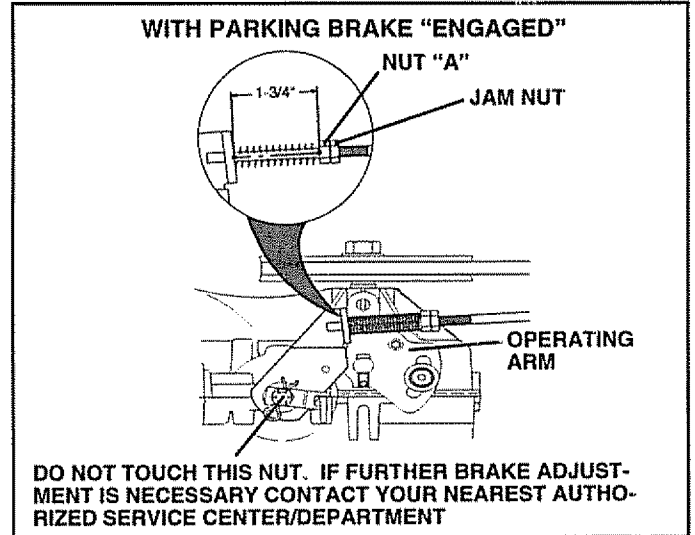 WITH PARKING BRAKE “ENGAGED”
NUT “A”
1-3/4"
JAM NUT
OPERATING
ARM
DO NOT TOUCH THIS NUT. IF FURTHER BRAKE ADJUST-
MENT IS NECESSARY CONTACT YOUR NEAREST AUTHO-
RIZED SERVICE CENTER/DEPARTMENT